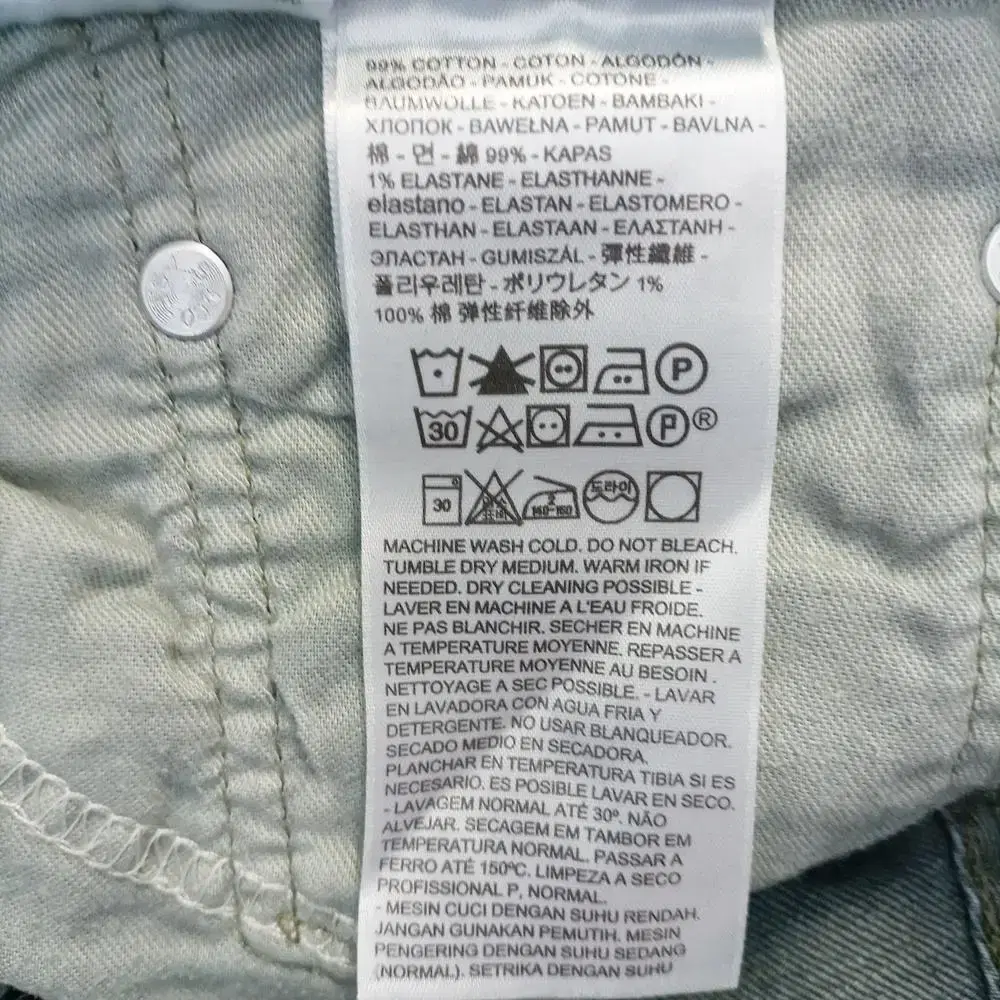 99% COTTON - COTON - ALGODÓN -
ALGODÃO - PAMUK - COTONE -
BAUMWOLLE - KATOEN - BAMBAKI -
ХЛОПОК - BAWEŁNA - PAMUT - BAVLNA -
棉 - 면 - 綿 99% - KAPAS
1% ELASTANE - ELASTHANNE -
elastano - ELASTAN - ELASTOMERO -
ELASTHAN - ELASTAAN - ΕΛΑΣΤΑΝΗ -
ЭЛАСТАН - GUMISZÁL - 彈性纖維 -
폴리우레탄 - ポリウレタン 1%
100% 棉 弹性纤维除外
P
30 P ®
30 140-160 드라이
MACHINE WASH COLD. DO NOT BLEACH.
TUMBLE DRY MEDIUM. WARM IRON IF
NEEDED. DRY CLEANING POSSIBLE -
LAVER EN MACHINE A L'EAU FROIDE.
NE PAS BLANCHIR. SECHER EN MACHINE
A TEMPERATURE MOYENNE. REPASSER A
TEMPERATURE MOYENNE AU BESOIN .
NETTOYAGE A SEC POSSIBLE. - LAVAR
EN LAVADORA CON AGUA FRIA Y
DETERGENTE. NO USAR BLANQUEADOR.
SECADO MEDIO EN SECADORA.
PLANCHAR EN TEMPERATURA TIBIA SI ES
NECESARIO. ES POSIBLE LAVAR EN SECO.
- LAVAGEM NORMAL ATÉ 30º. NÃO
ALVEJAR. SECAGEM EM TAMBOR EM
TEMPERATURA NORMAL. PASSAR A
FERRO ATÉ 150ºC. LIMPEZA A SECO
PROFISSIONAL P, NORMAL.
- MESIN CUCI DENGAN SUHU RENDAH.
JANGAN GUNAKAN PEMUTIH. MESIN
PENGERING DENGAN SUHU SEDANG
(NORMAL). SETRIKA DENGAN SUHU